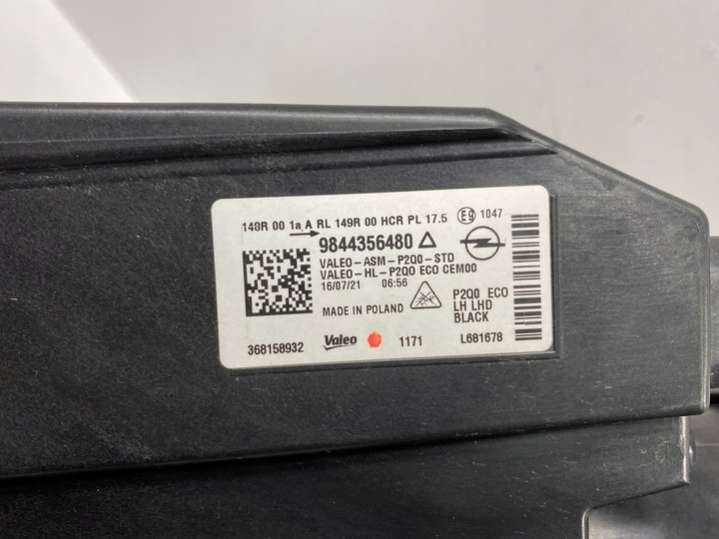 148R 00 1a A RL 149R 00 HCR PL 17.5 E9 1047
9844356480
VALEO-ASM-P2Q0-STD
VALEO-HL-P2Q0 ECO CEM00
16/07/21 06:56
MADE IN POLAND
P2Q0 ECO
LH LHD
BLACK
368158932 Valeo 1171 L681678